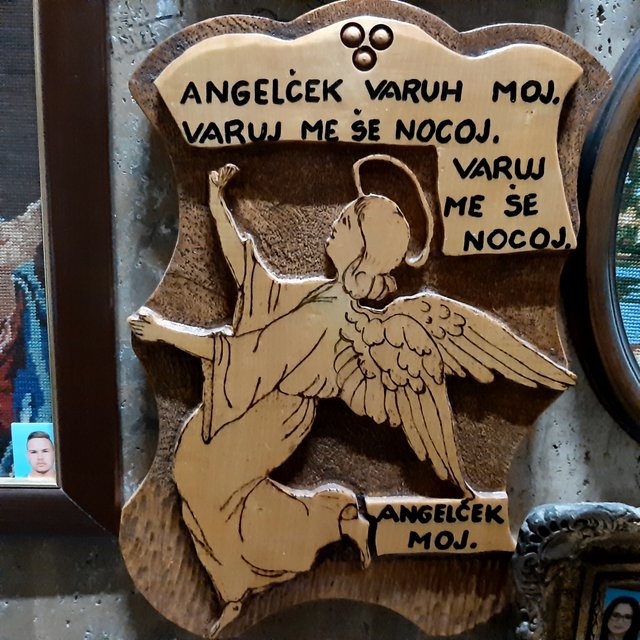 ANGELČEK VARUH MOJ.
VARUJ ME ŠE NOCOJ.
VARUJ
ME ŠE
NOCOJ.
ANGELČEK
MOJ.